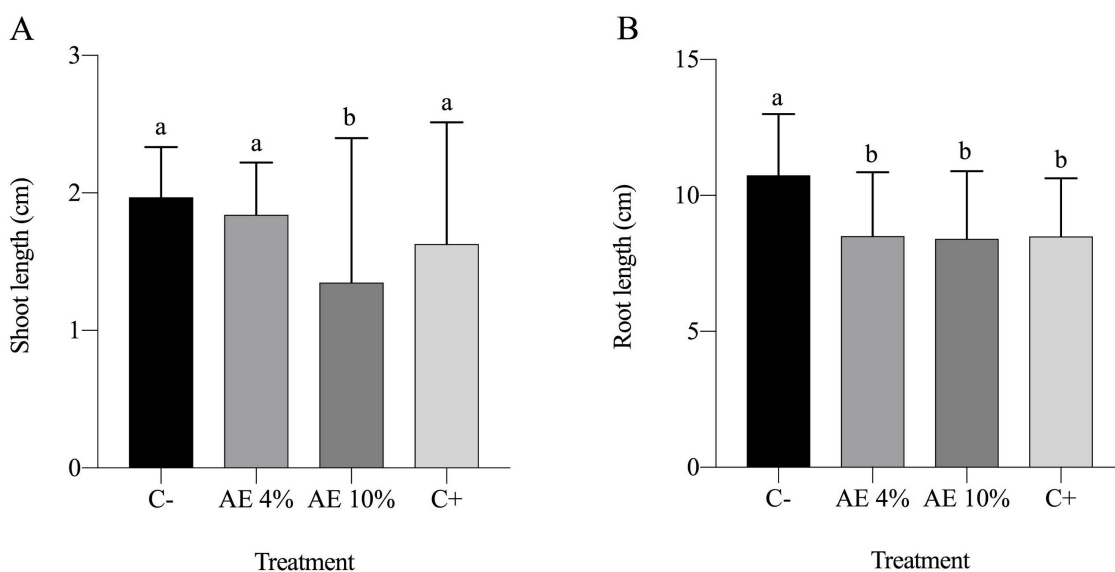 A
Shoot length (cm)
3
2
1
0
a
a
b
a
C-
AE 4%
AE 10%
C+
Treatment
B
Root length (cm)
15
10
5
0
a
b
b
b
C-
AE 4%
AE 10%
C+
Treatment